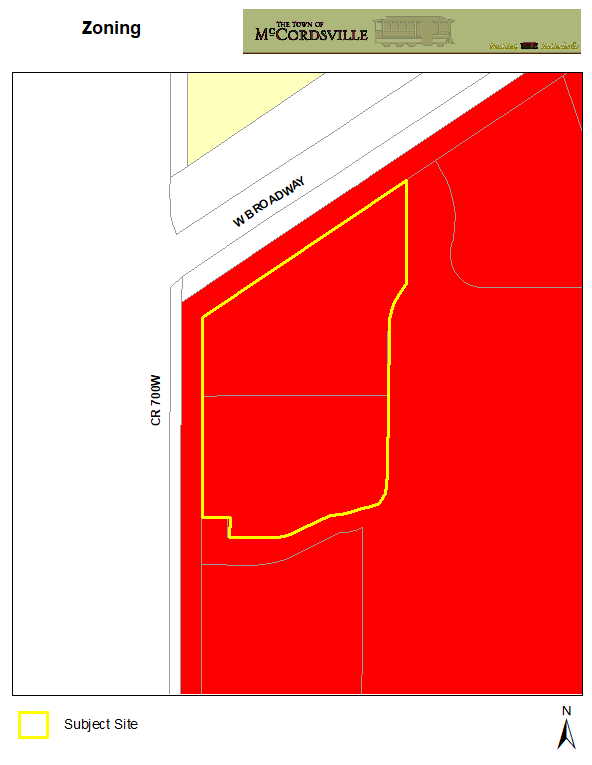 Zoning
THE TOWN OF
MCCORDSVILLE
W BROADWAY
CR 700W
Subject Site
N